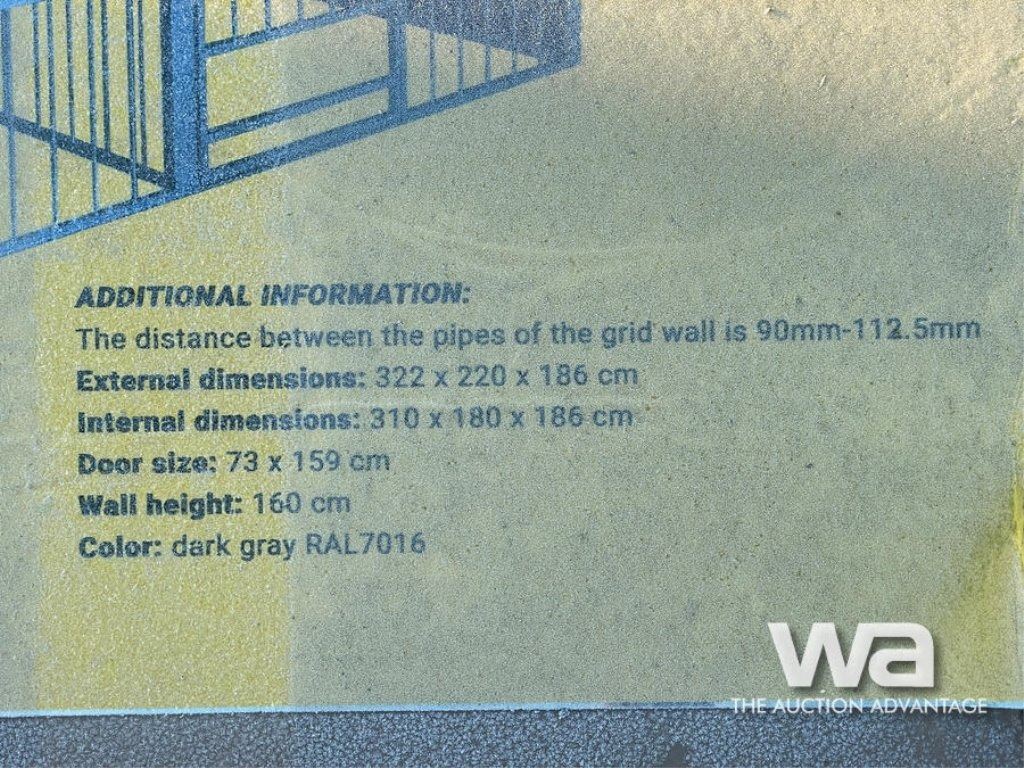 ADDITIONAL INFORMATION:
The distance between the pipes of the grid wall is 90mm-112.5mm
External dimensions: 322 x 220 x 186 cm
Internal dimensions: 310 x 180 x 186 cm
Door size: 73 x 159 cm
Wall height: 160 cm
Color: dark gray RAL7016
wa
THE AUCTION ADVANTAGE